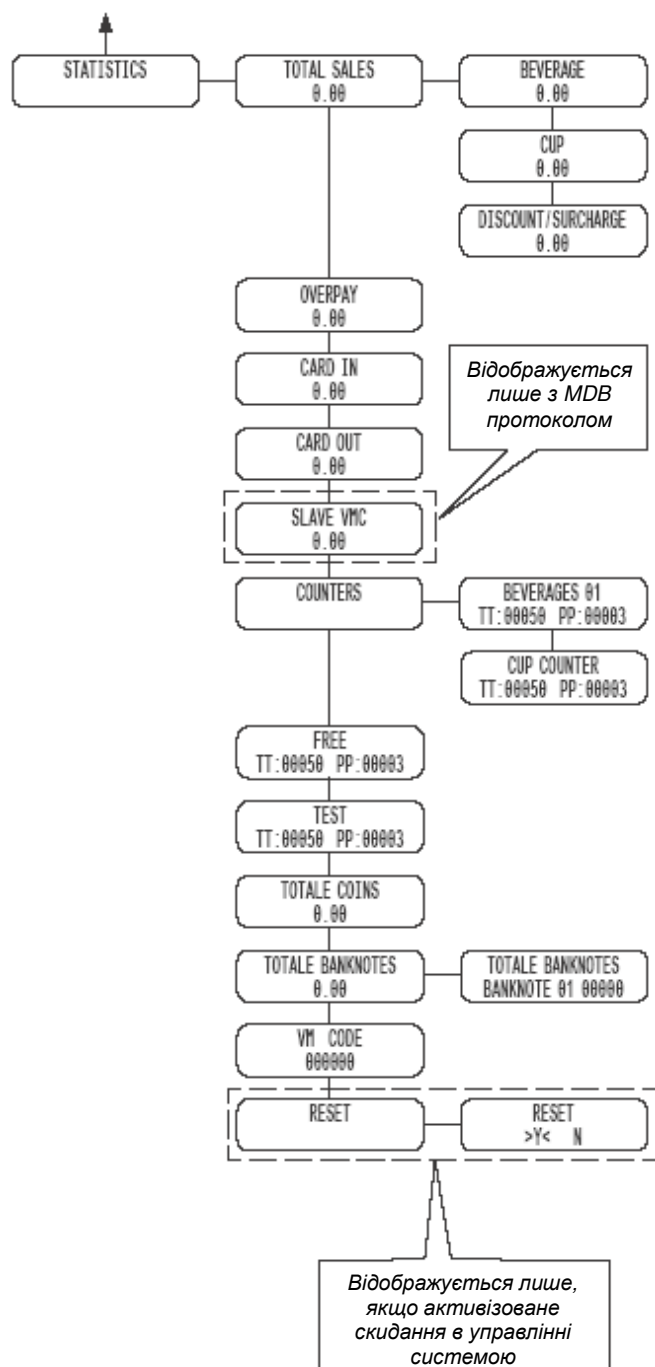 STATISTICS
TOTAL SALES
0.00
BEVERAGE
0.00
CUP
0.00
DISCOUNT/SURCHARGE
0.00
OVERPAY
0.00
CARD IN
0.00
CARD OUT
0.00
Відображується
лише з MDB
протоколом
SLAVE VMC
0.00
COUNTERS
BEVERAGES 01
TT:00050 PP:00003
CUP COUNTER
TT:00050 PP:00003
FREE
TT:00050 PP:00003
TEST
TT:00050 PP:00003
TOTALE COINS
0.00
TOTALE BANKNOTES
0.00
TOTALE BANKNOTES
BANKNOTE 01 00000
VM CODE
000000
RESET
RESET
>Y< N
Відображується лише,
якщо активізоване
скидання в управлінні
системою